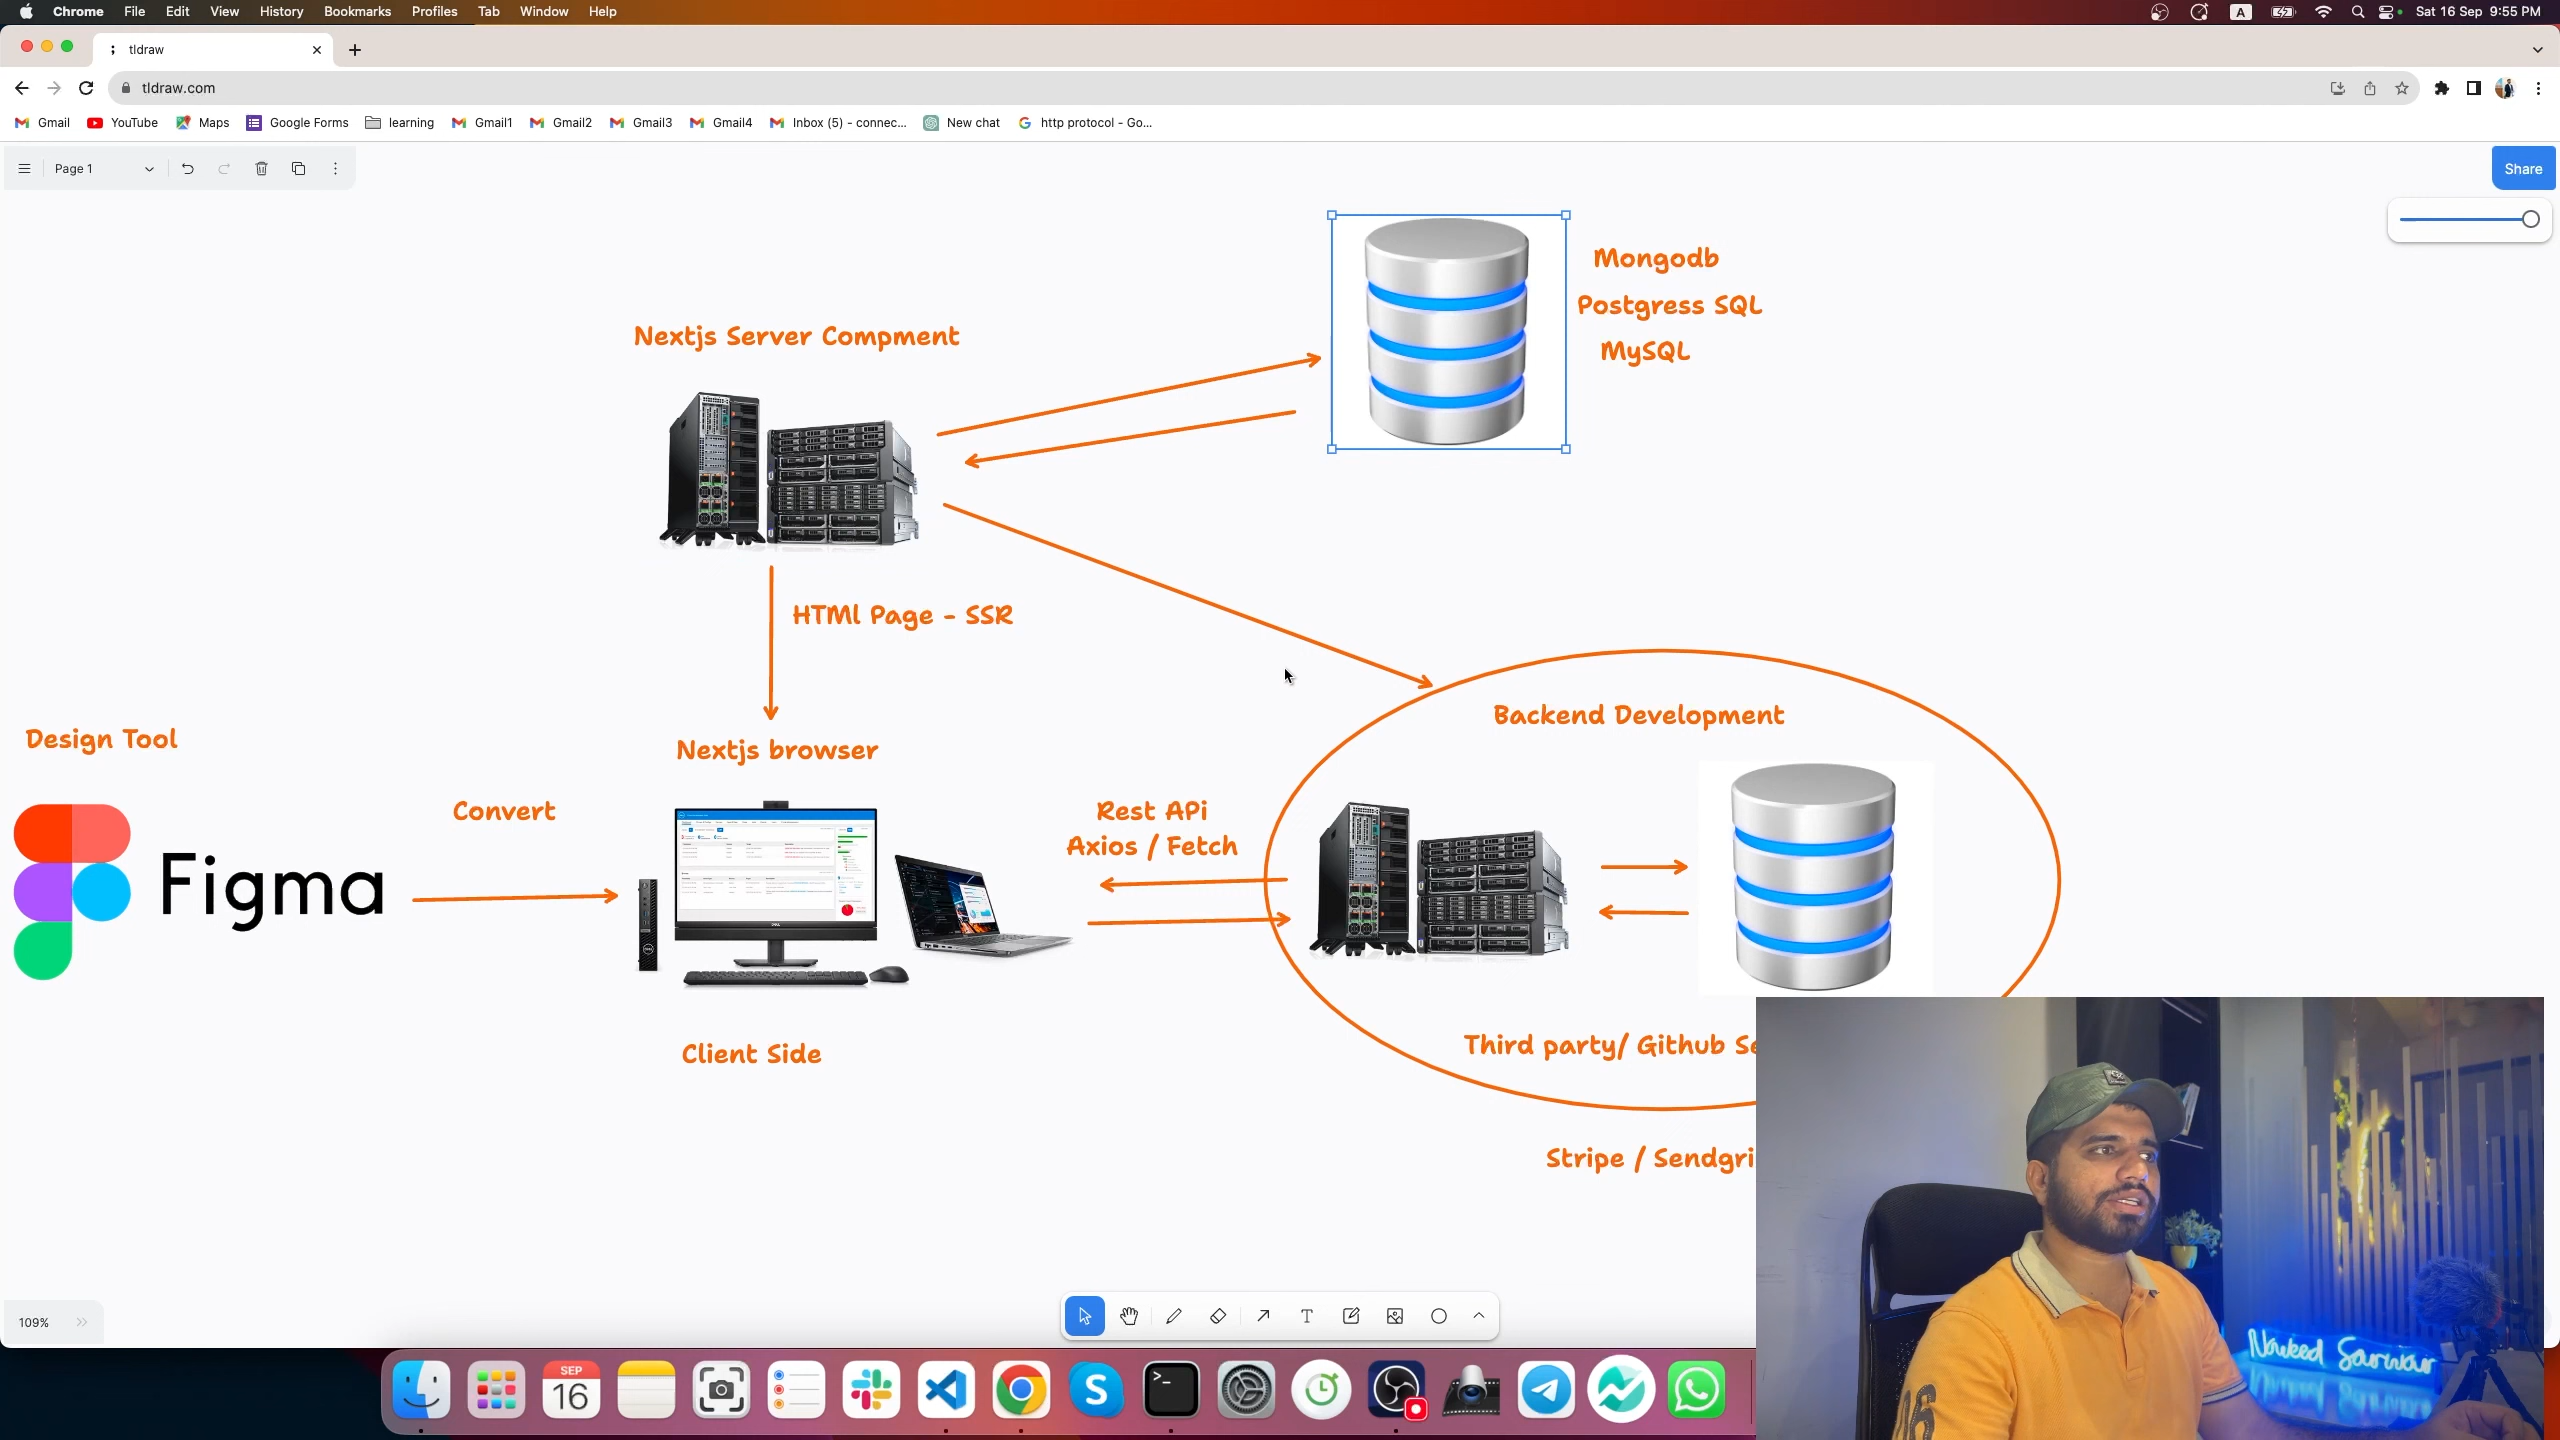 Chrome File Edit View History Bookmarks Profiles Tab Window Help
A
Sat 16 Sep 9:55 PM
tldraw
tldraw.com
Gmail YouTube Maps Google Forms learning Gmail1 Gmail2 Gmail3 Gmail4 Inbox (5) - connec... New chat http protocol - Go...
Page 1
Share
Mongodb
Postgress SQL
MySQL
Nextjs Server Compment
HTMl Page - SSR
Nextjs browser
Design Tool
Convert
Figma
Client Side
Rest APi
Axios / Fetch
Backend Development
Third party/ Github Se
Stripe / Sendgri
109%
T
SEP
16
S
Naveed Sarwar
06